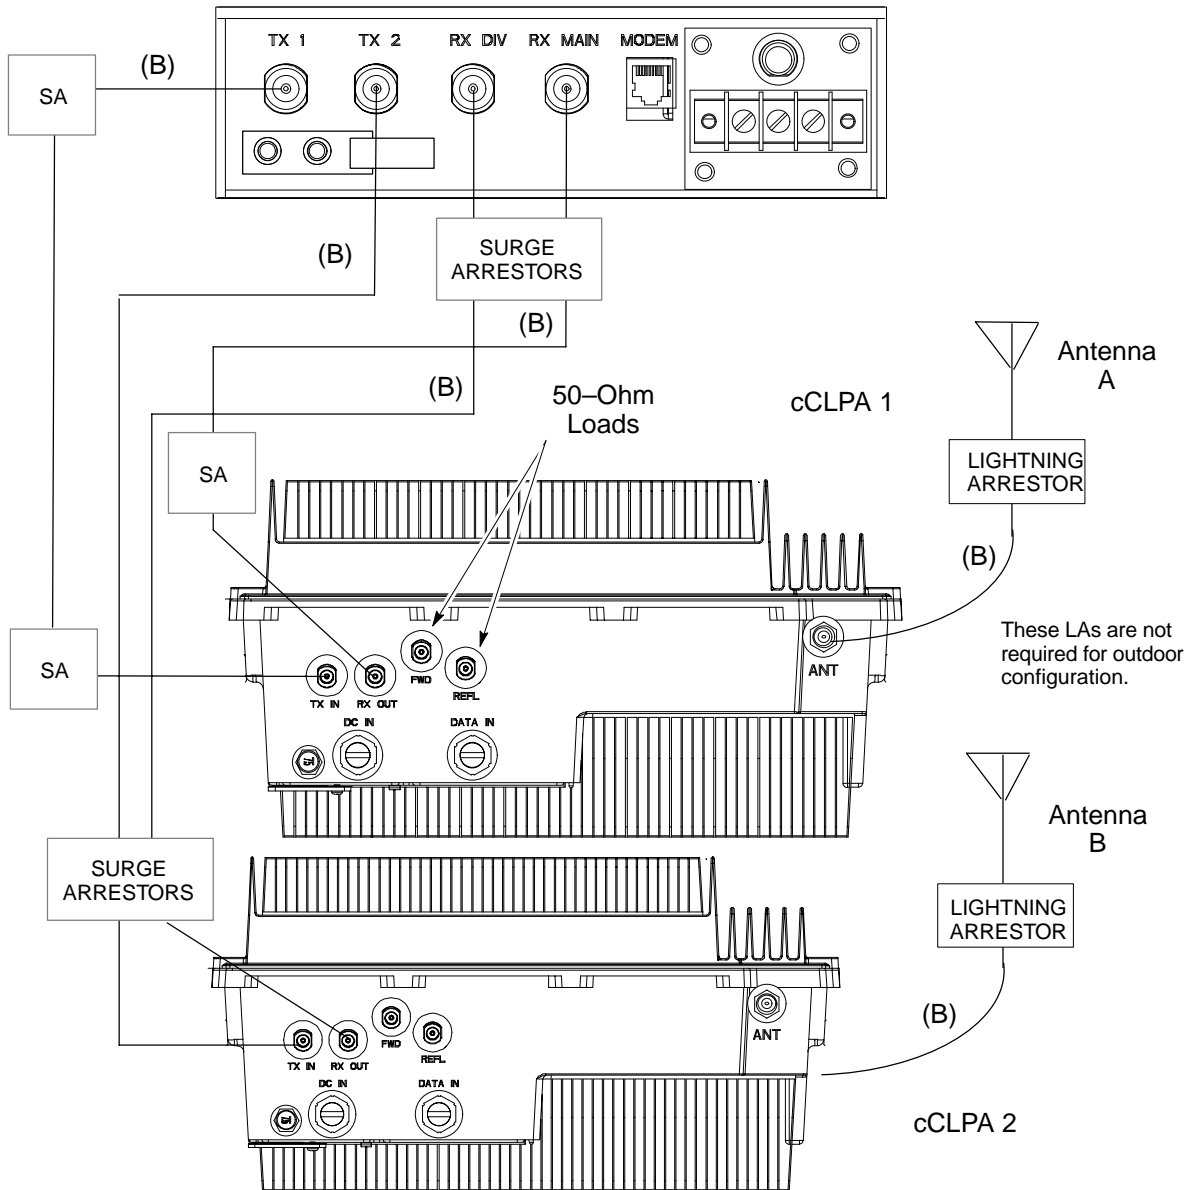 TX 1
TX 2
RX DIV
RX MAIN
MODEM
(B)
SA
(B)
SURGE
ARRESTORS
(B)
(B)
50–Ohm
Loads
cCLPA 1
Antenna
A
SA
LIGHTNING
ARRESTOR
(B)
These LAs are not
required for outdoor
configuration.
SA
FWD
REFL
ANT
TX IN
RX OUT
DC IN
DATA IN
Antenna
B
SURGE
ARRESTORS
LIGHTNING
ARRESTOR
(B)
FWD
REFL
ANT
TX IN
RX OUT
DC IN
DATA IN
cCLPA 2